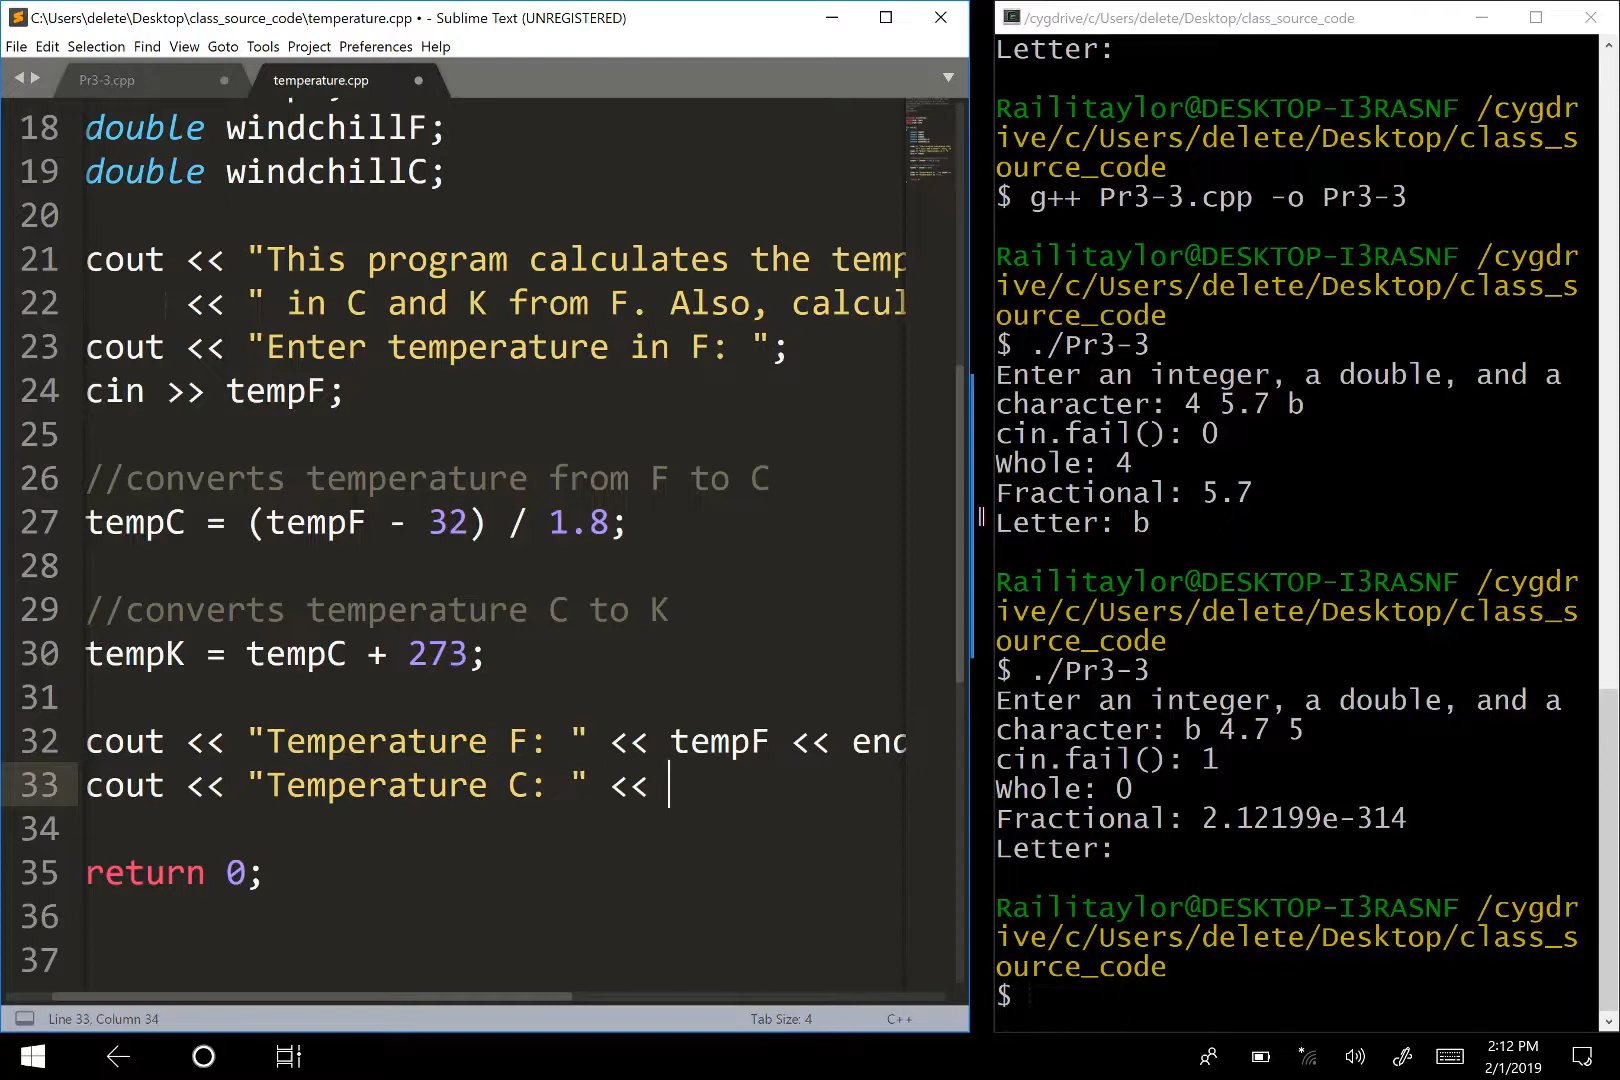 C:\Users\delete\Desktop\class_source_code\temperature.cpp • - Sublime Text (UNREGISTERED)
File Edit Selection Find View Goto Tools Project Preferences Help
Pr3-3.cpp temperature.cpp
18 double windchillF;
19 double windchillC;
20
21 cout << "This program calculates the temp
22 << " in C and K from F. Also, calcul
23 cout << "Enter temperature in F: ";
24 cin >> tempF;
25
26 //converts temperature from F to C
27 tempC = (tempF - 32) / 1.8;
28
29 //converts temperature C to K
30 tempK = tempC + 273;
31
32 cout << "Temperature F: " << tempF << end
33 cout << "Temperature C: " <<
34
35 return 0;
36
37
Line 33, Column 34 Tab Size: 4 C++
/cygdrive/c/Users/delete/Desktop/class_source_code
Letter:
Railitaylor@DESKTOP-I3RASNF /cygdr
ive/c/Users/delete/Desktop/class_s
ource_code
$ g++ Pr3-3.cpp -o Pr3-3
Railitaylor@DESKTOP-I3RASNF /cygdr
ive/c/Users/delete/Desktop/class_s
ource_code
$ ./Pr3-3
Enter an integer, a double, and a
character: 4 5.7 b
cin.fail(): 0
Whole: 4
Fractional: 5.7
Letter: b
Railitaylor@DESKTOP-I3RASNF /cygdr
ive/c/Users/delete/Desktop/class_s
ource_code
$ ./Pr3-3
Enter an integer, a double, and a
character: b 4.7 5
cin.fail(): 1
Whole: 0
Fractional: 2.12199e-314
Letter:
Railitaylor@DESKTOP-I3RASNF /cygdr
ive/c/Users/delete/Desktop/class_s
ource_code
$
2:12 PM
2/1/2019